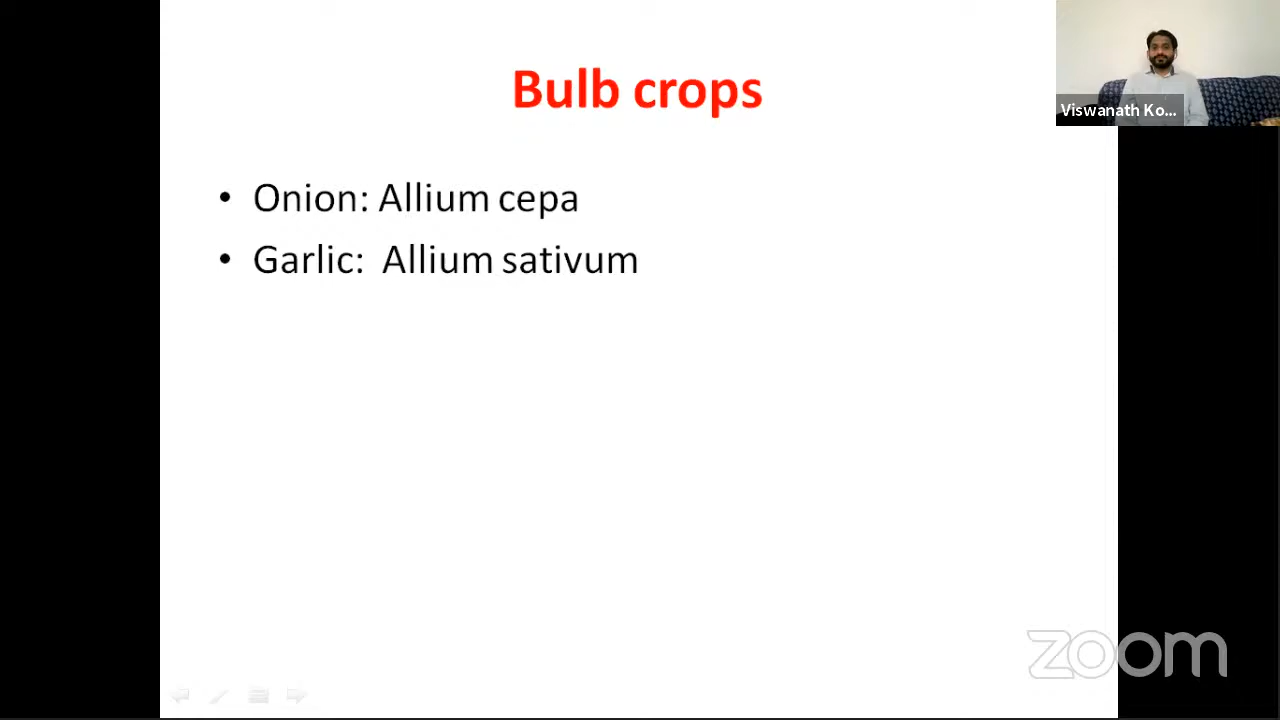 Bulb crops
Viswanath Ko...
• Onion: Allium cepa
• Garlic: Allium sativum
zoom